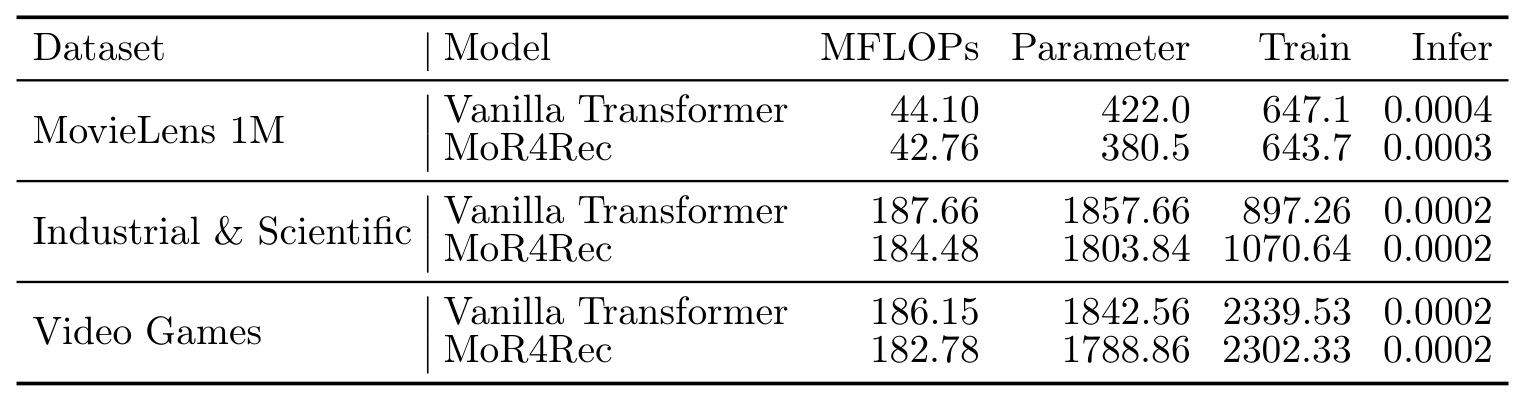 Dataset Model MFLOPs Parameter Train Infer
MovieLens 1M Vanilla Transformer 44.10 422.0 647.1 0.0004
MoR4Rec 42.76 380.5 643.7 0.0003
Industrial & Scientific Vanilla Transformer 187.66 1857.66 897.26 0.0002
MoR4Rec 184.48 1803.84 1070.64 0.0002
Video Games Vanilla Transformer 186.15 1842.56 2339.53 0.0002
MoR4Rec 182.78 1788.86 2302.33 0.0002